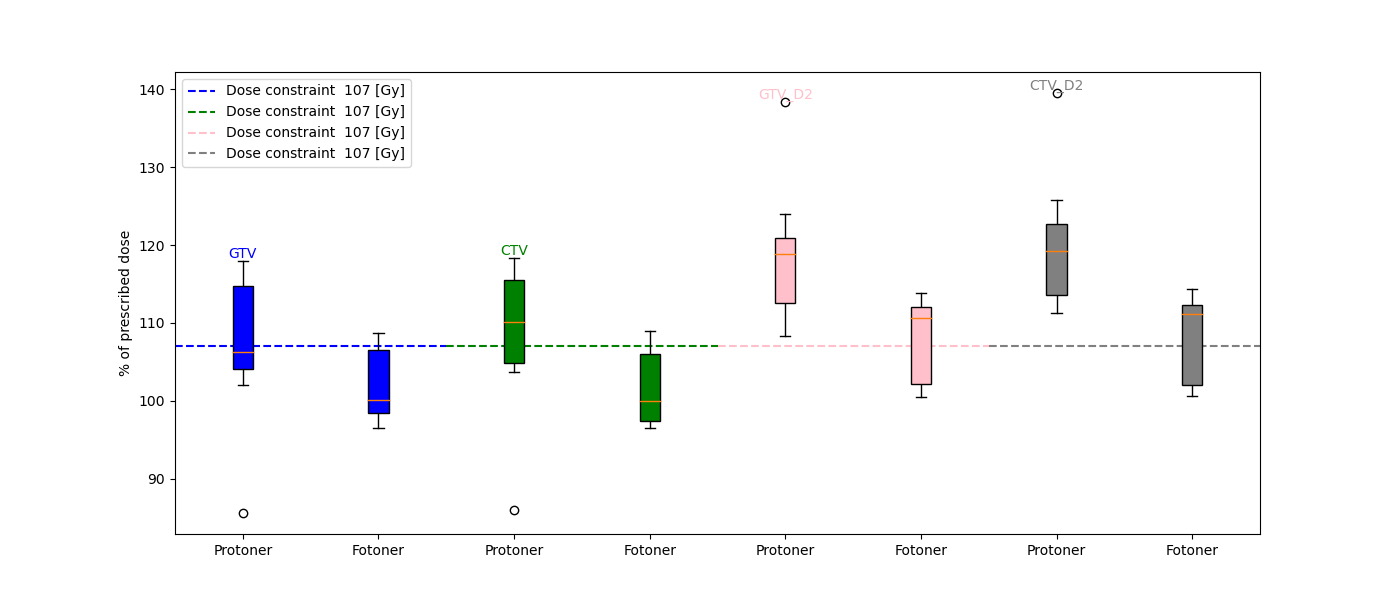 GTV_D2
CTV_D2
140
Dose constraint  107 [Gy]
Dose constraint  107 [Gy]
Dose constraint  107 [Gy]
Dose constraint  107 [Gy]
130
GTV
CTV
120
110
100
90
% of prescribed dose
Protoner Fotoner Protoner Fotoner Protoner Fotoner Protoner Fotoner